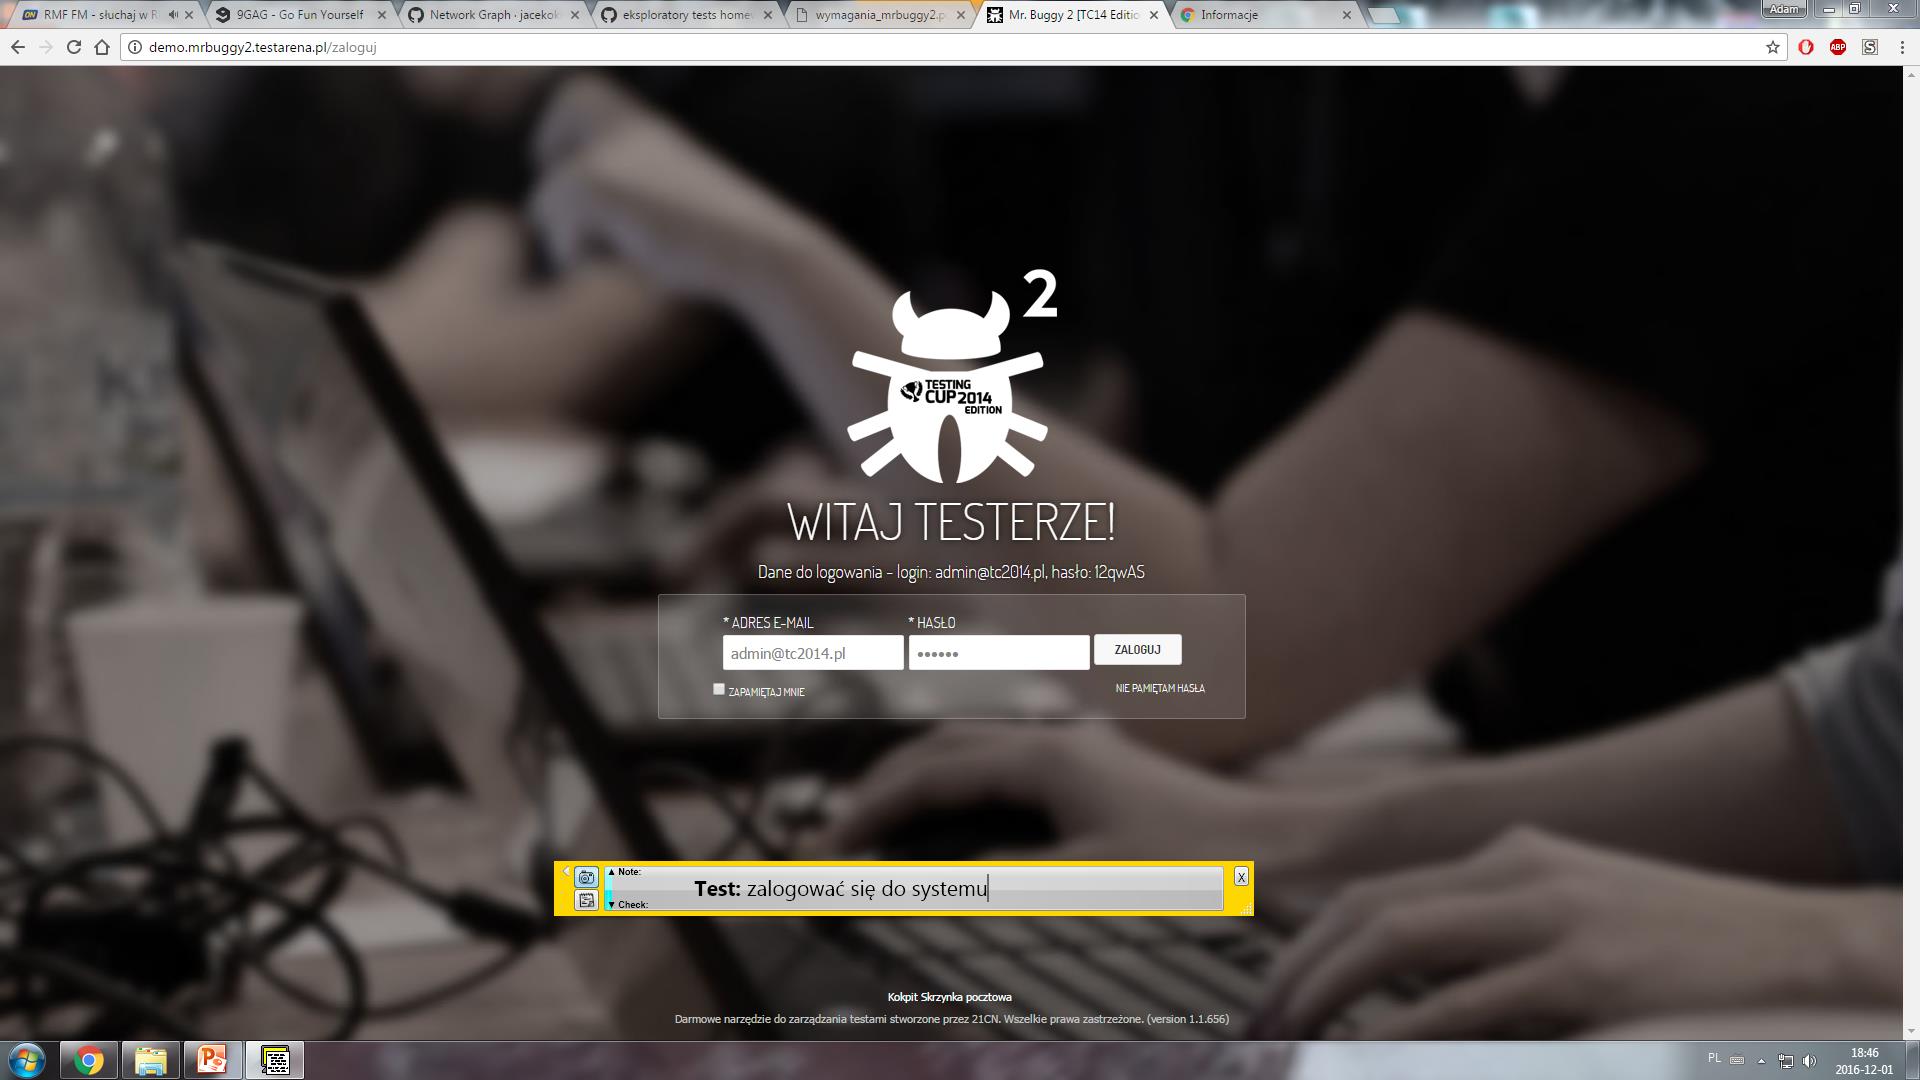 RMF FM - słuchaj w R
9GAG - Go Fun Yourself
Network Graph · jaceko
eksploratory tests home
wymagania_mrbuggy2.p
Mr. Buggy 2 [TC14 Editio
Informacje
Adam
demo.mrbuggy2.testarena.pl/zaloguj
ABP
S
2
TESTING
CUP 2014
EDITION
WITAJ TESTERZE!
Dane do logowania - login: admin@tc2014.pl, hasło: 12qwAS
* ADRES E-MAIL
* HASŁO
admin@tc2014.pl
ZALOGUJ
ZAPAMIĘTAJ MNIE
NIE PAMIĘTAM HASŁA
▲ Note:
Test: zalogować się do systemu
X
▼ Check:
Kokpit Skrzynka pocztowa
Darmowe narzędzie do zarządzania testami stworzone przez 21CN. Wszelkie prawa zastrzeżone. (version 1.1.656)
PL
18:46
2016-12-01